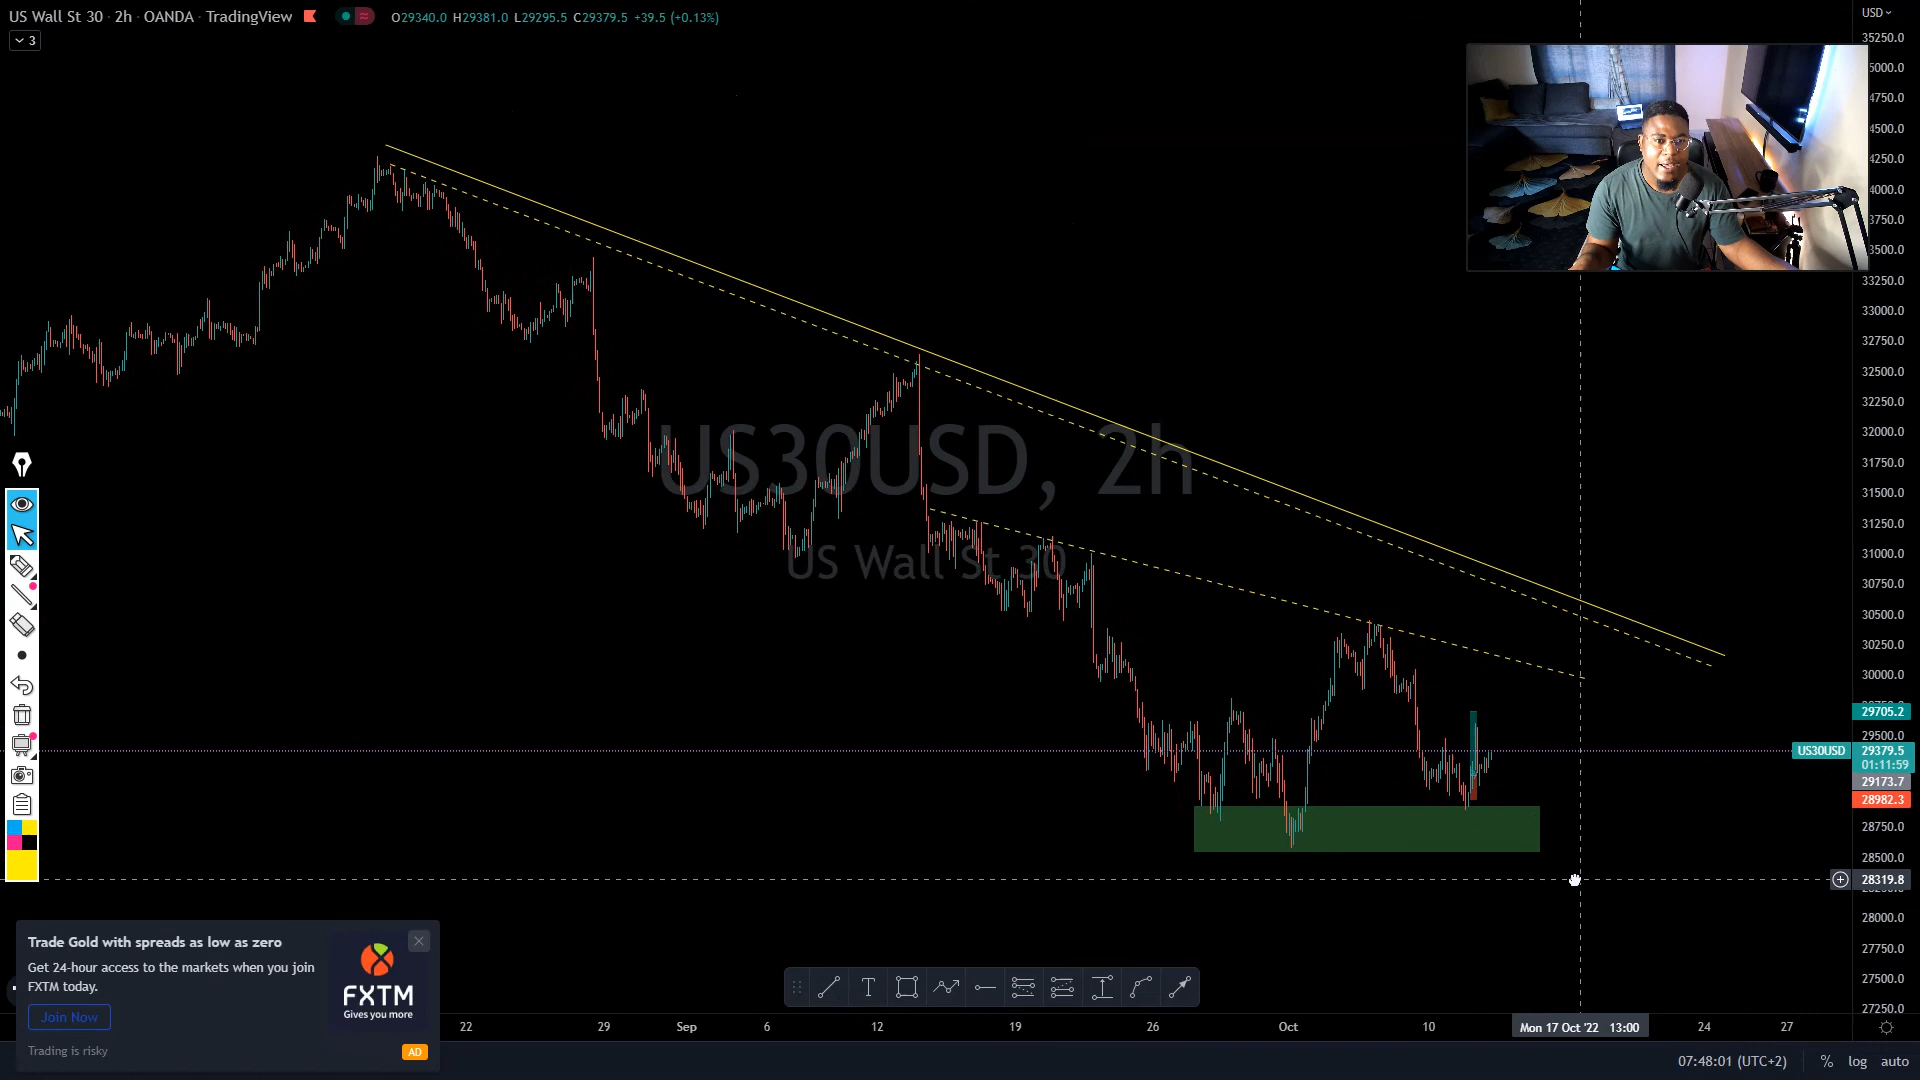 US Wall St 30 · 2h · OANDA · TradingView
O29340.0 H29381.0 L29295.5 C29379.5 +39.5 (+0.13%)
3
USD
35250.0
5000.0
4750.0
4500.0
4250.0
4000.0
3750.0
3500.0
33250.0
33000.0
32750.0
32500.0
32250.0
32000.0
31750.0
31500.0
31250.0
31000.0
30750.0
30500.0
30250.0
30000.0
29705.2
29500.0
US30USD 29379.5
01:11:59
29173.7
28982.3
28750.0
28500.0
28319.8
28000.0
27750.0
27500.0
27250.0
US30USD, 2h
US Wall St 30
Trade Gold with spreads as low as zero
Get 24-hour access to the markets when you join
FXTM today.
Join Now
Trading is risky
FXTM
Gives you more
AD
22 29 Sep 6 12 19 26 Oct 10 Mon 17 Oct '22 13:00 24 27
07:48:01 (UTC+2) % log auto